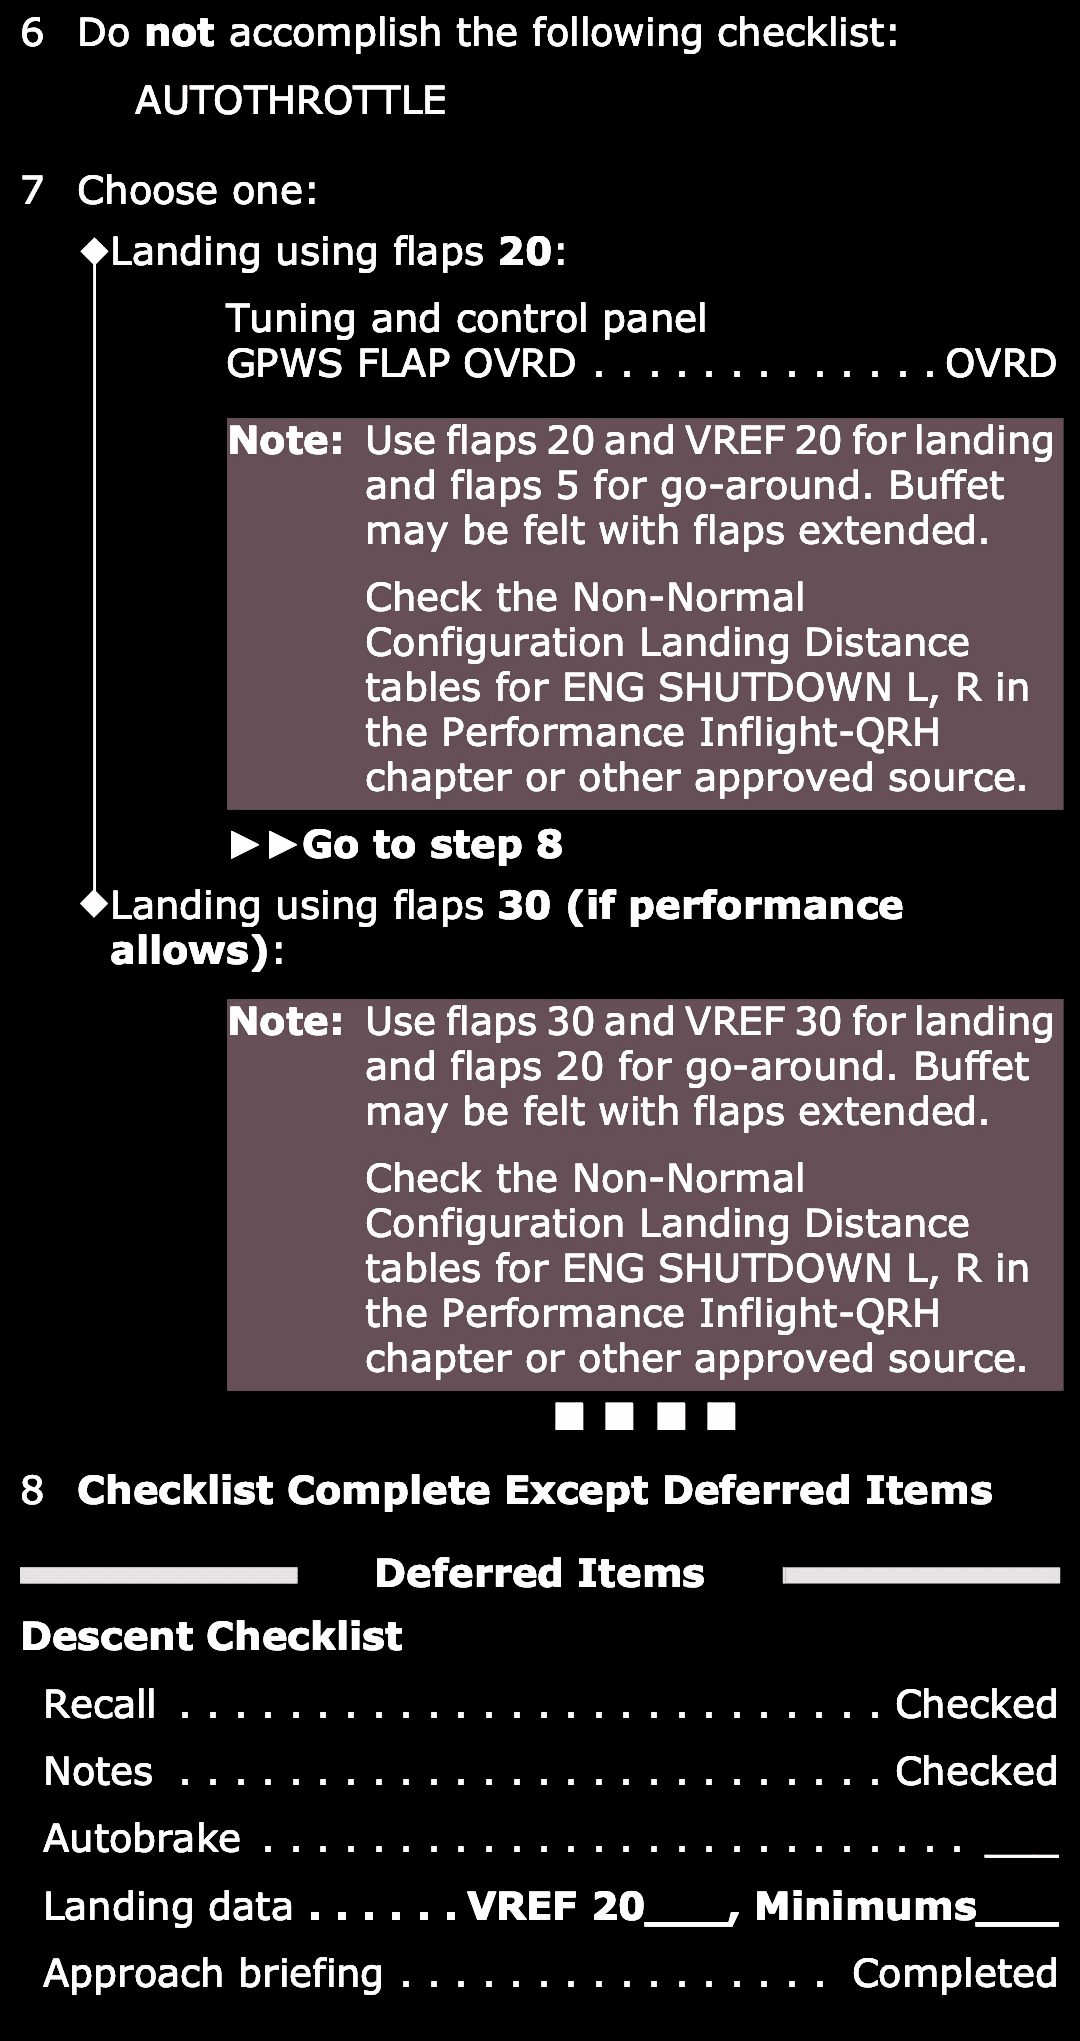 6 Do not accomplish the following checklist:
AUTOTHROTTLE
7 Choose one:
◆Landing using flaps 20:
Tuning and control panel
GPWS FLAP OVRD . . . . . . . . . . . . . OVRD
Note: Use flaps 20 and VREF 20 for landing
and flaps 5 for go-around. Buffet
may be felt with flaps extended.
Check the Non-Normal
Configuration Landing Distance
tables for ENG SHUTDOWN L, R in
the Performance Inflight-QRH
chapter or other approved source.
►►Go to step 8
◆Landing using flaps 30 (if performance
allows):
Note: Use flaps 30 and VREF 30 for landing
and flaps 20 for go-around. Buffet
may be felt with flaps extended.
Check the Non-Normal
Configuration Landing Distance
tables for ENG SHUTDOWN L, R in
the Performance Inflight-QRH
chapter or other approved source.
■ ■ ■ ■
8 Checklist Complete Except Deferred Items
Deferred Items
Descent Checklist
Recall . . . . . . . . . . . . . . . . . . . . . . . . . . Checked
Notes . . . . . . . . . . . . . . . . . . . . . . . . . . Checked
Autobrake . . . . . . . . . . . . . . . . . . . . . . . . . . ___
Landing data . . . . . . VREF 20___, Minimums___
Approach briefing . . . . . . . . . . . . . . . . Completed